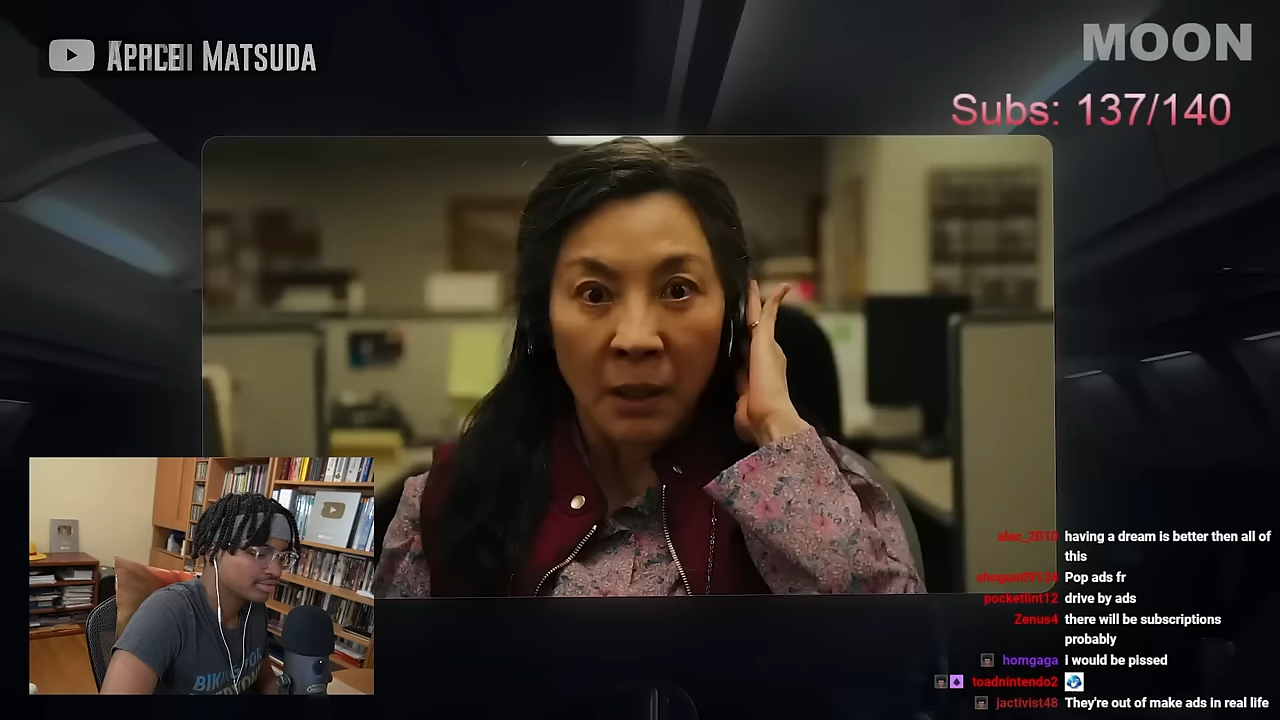 MATSUDA
MOON
Subs: 137/140
alec_2010 having a dream is better then all of
this
Pop ads fr
pocketlint12 drive by ads
Zenus4 there will be subscriptions
probably
homgaga I would be pissed
toadnintendo2
jactivist48 They're out of make ads in real life